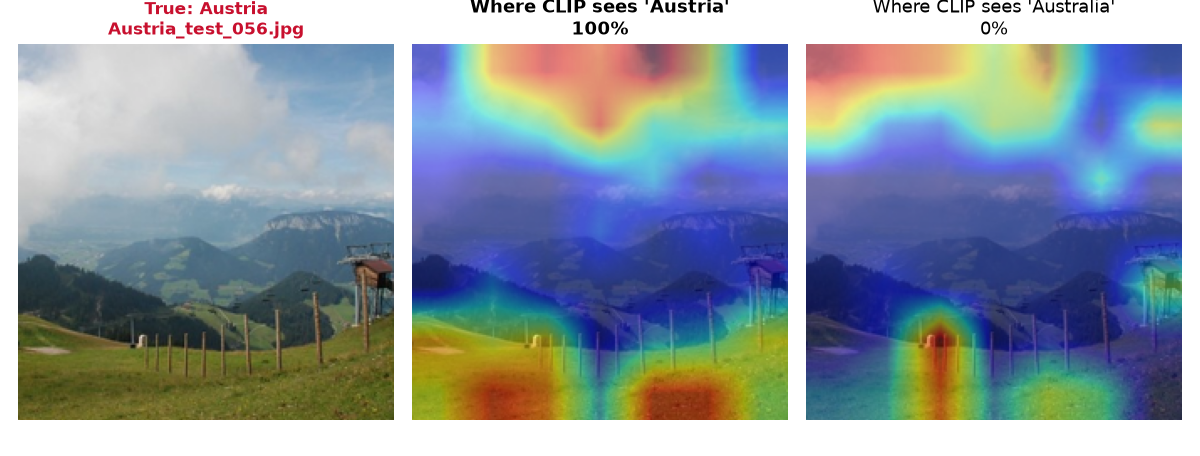 True: Austria
Austria_test_056.jpg
Where CLIP sees 'Austria'
100%
Where CLIP sees 'Australia'
0%